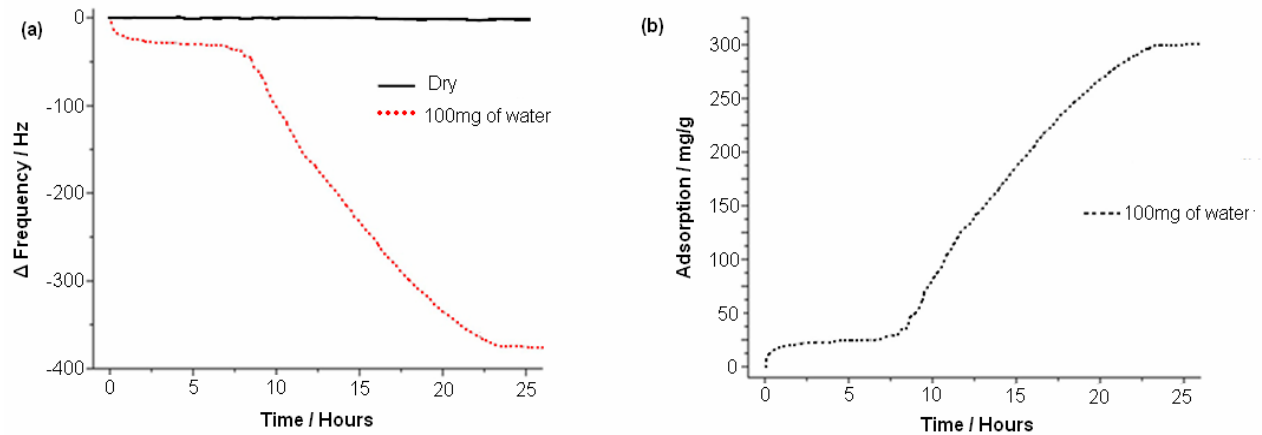 (a)
0
-100
-200
-300
-400
Δ Frequency / Hz
Dry
100mg of water
0 5 10 15 20 25
Time / Hours
(b)
300
250
200
150
100
50
0
Adsorption / mg/g
100mg of water
0 5 10 15 20 25
Time / Hours